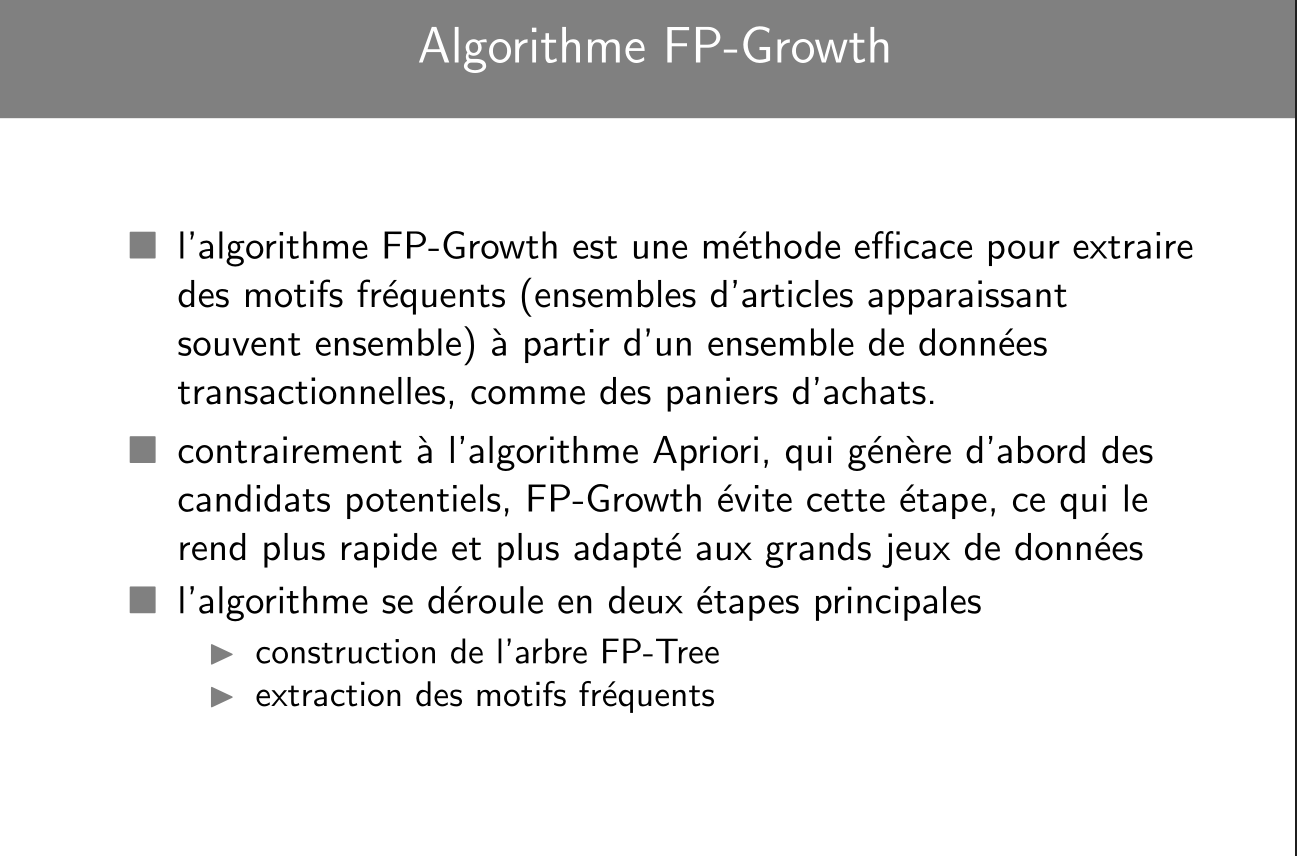 Algorithme FP-Growth
l'algorithme FP-Growth est une méthode efficace pour extraire
des motifs fréquents (ensembles d'articles apparaissant
souvent ensemble) à partir d'un ensemble de données
transactionnelles, comme des paniers d'achats.
contrairement à l'algorithme Apriori, qui génère d'abord des
candidats potentiels, FP-Growth évite cette étape, ce qui le
rend plus rapide et plus adapté aux grands jeux de données
l'algorithme se déroule en deux étapes principales
construction de l'arbre FP-Tree
extraction des motifs fréquents